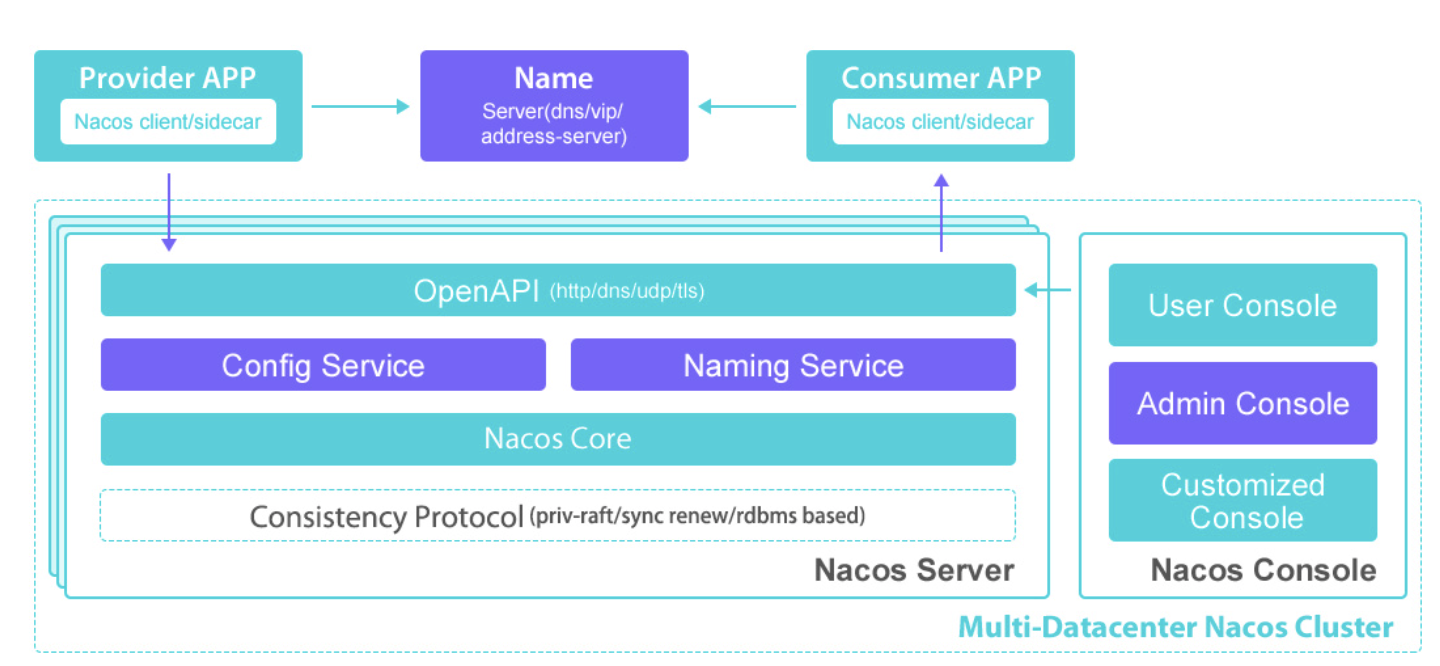 Provider APP
Nacos client/sidecar
Name
Server(dns/vip/
address-server)
Consumer APP
Nacos client/sidecar
OpenAPI (http/dns/udp/tls)
Config Service
Naming Service
Nacos Core
Consistency Protocol (priv-raft/sync renew/rdbms based)
Nacos Server
User Console
Admin Console
Customized
Console
Nacos Console
Multi-Datacenter Nacos Cluster